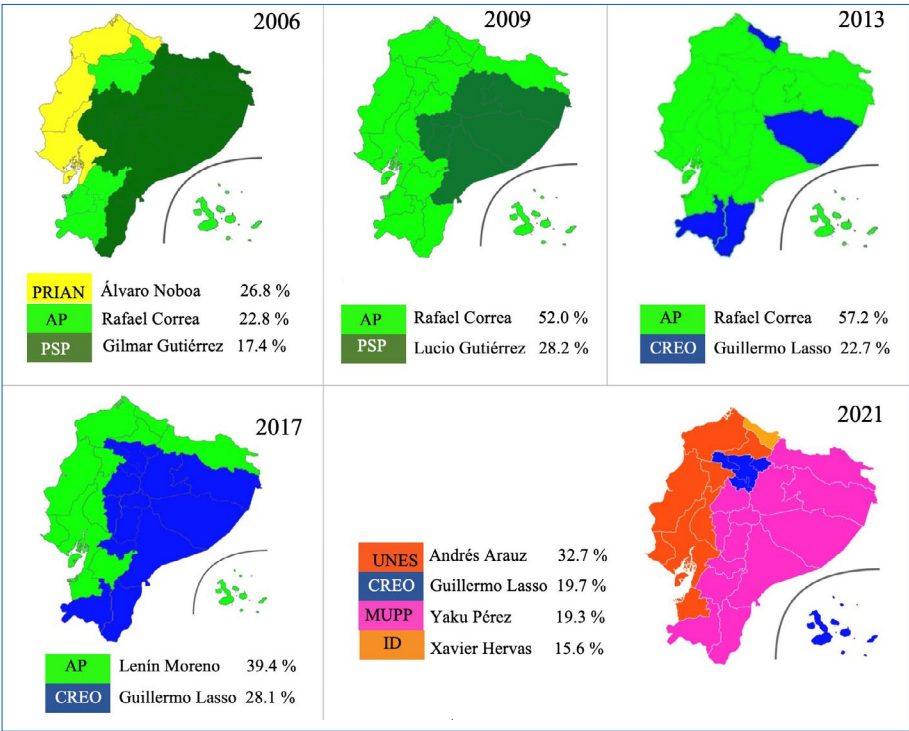 2006
PRIAN Álvaro Noboa 26.8 %
AP Rafael Correa 22.8 %
PSP Gilmar Gutiérrez 17.4 %
2009
AP Rafael Correa 52.0 %
PSP Lucio Gutiérrez 28.2 %
2013
AP Rafael Correa 57.2 %
CREO Guillermo Lasso 22.7 %
2017
AP Lenín Moreno 39.4 %
CREO Guillermo Lasso 28.1 %
2021
UNES Andrés Arauz 32.7 %
CREO Guillermo Lasso 19.7 %
MUPP Yaku Pérez 19.3 %
ID Xavier Hervas 15.6 %